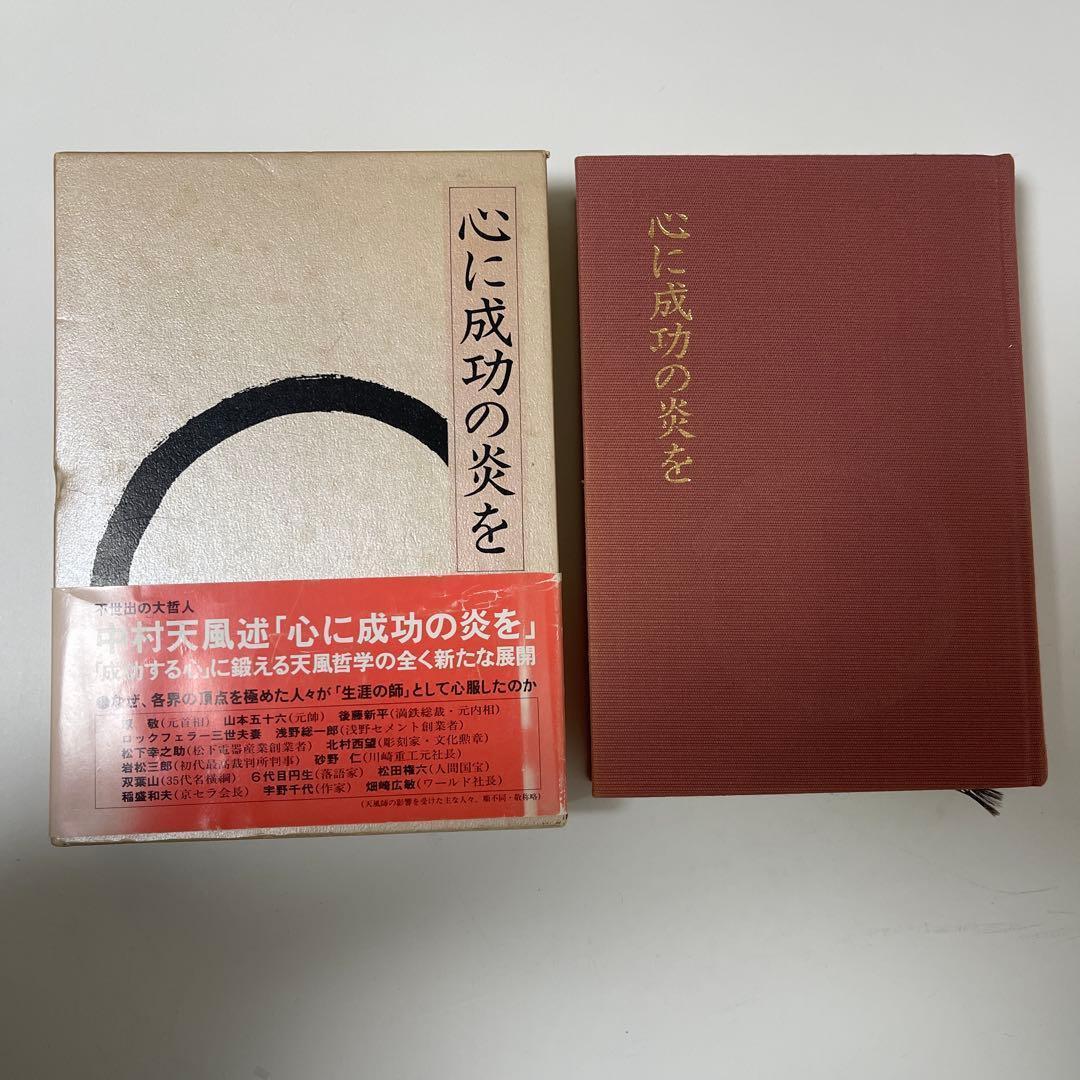 心に成功の炎を
不世出の大哲人
中村天風述「心に成功の炎を」
「成功する心」に鍛える天風哲学の全く新たな展開
なぜ、各界の頂点を極めた人々が「生涯の師」として心服したのか
敬(元首相) 山本五十六(元帥) 後藤新平(満鉄総裁・元内相)
ロックフェラー三世夫妻 浅野総一郎(浅野セメント創業者)
松下幸之助(松下電器産業創業者) 北村西望(彫刻家・文化勲章)
岩松三郎(初代最高裁判所判事) 砂野 仁(川崎重工元社長)
双葉山(35代名横綱) 6代目円生(落語家) 松田権六(人間国宝)
稲盛和夫(京セラ会長) 宇野千代(作家) 畑崎広敏(ワールド社長)
(天風師の影響を受けた主な人々。順不同・敬称略)
心に成功の炎を